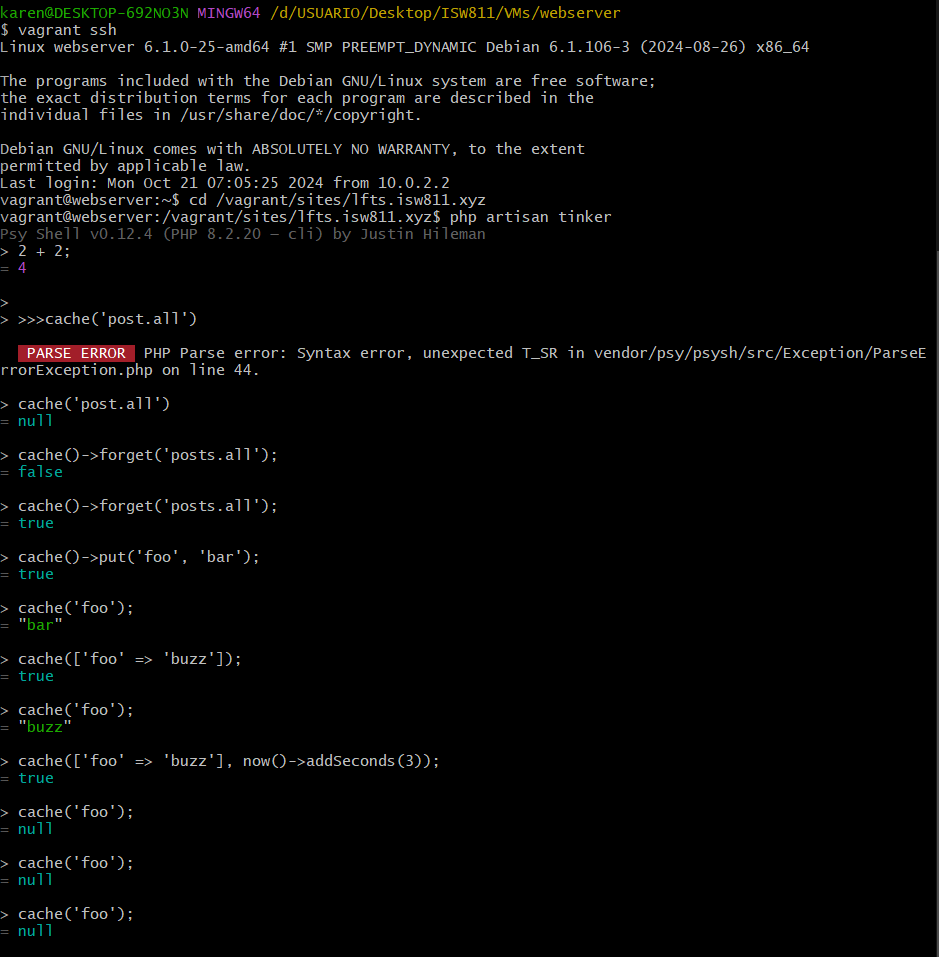 karen@DESKTOP-692NO3N MINGW64 /d/USUARIO/Desktop/ISW811/VMs/webserver
$ vagrant ssh
Linux webserver 6.1.0-25-amd64 #1 SMP PREEMPT_DYNAMIC Debian 6.1.106-3 (2024-08-26) x86_64
The programs included with the Debian GNU/Linux system are free software;
the exact distribution terms for each program are described in the
individual files in /usr/share/doc/*/copyright.
Debian GNU/Linux comes with ABSOLUTELY NO WARRANTY, to the extent
permitted by applicable law.
Last login: Mon Oct 21 07:05:25 2024 from 10.0.2.2
vagrant@webserver:~$ cd /vagrant/sites/lfts.isw811.xyz
vagrant@webserver:/vagrant/sites/lfts.isw811.xyz$ php artisan tinker
Psy Shell v0.12.4 (PHP 8.2.20 — cli) by Justin Hileman
> 2 + 2;
= 4
>
> >>>cache('post.all')
PARSE ERROR PHP Parse error: Syntax error, unexpected T_SR in vendor/psy/psysh/src/Exception/ParseE
rrorException.php on line 44.
> cache('post.all')
= null
> cache()->forget('posts.all');
= false
> cache()->forget('posts.all');
= true
> cache()->put('foo', 'bar');
= true
> cache('foo');
= "bar"
> cache(['foo' => 'buzz']);
= true
> cache('foo');
= "buzz"
> cache(['foo' => 'buzz'], now()->addSeconds(3));
= true
> cache('foo');
= null
> cache('foo');
= null
> cache('foo');
= null